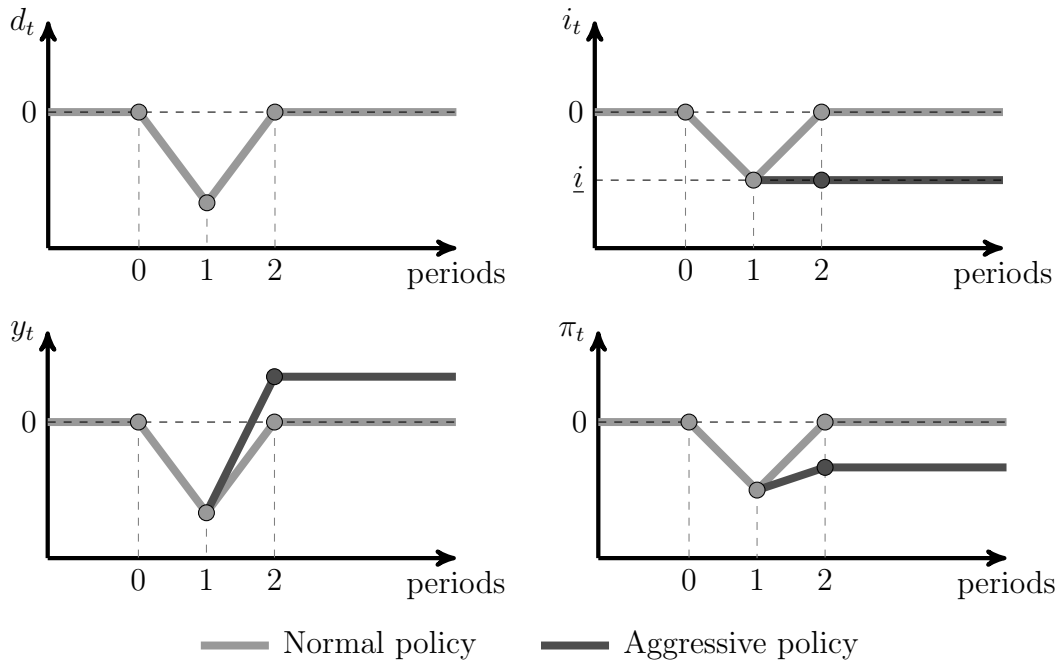 d_t
0
0 1 2 periods
i_t
0
i̲
0 1 2 periods
y_t
0
0 1 2 periods
π_t
0
0 1 2 periods
Normal policy Aggressive policy